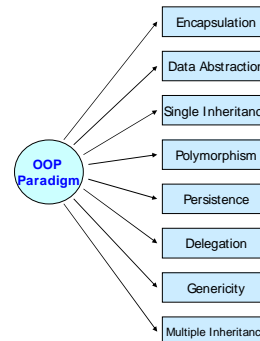 OOP
Paradigm
Encapsulation
Data Abstraction
Single Inheritanc
Polymorphism
Persistence
Delegation
Genericity
Multiple Inheritanc